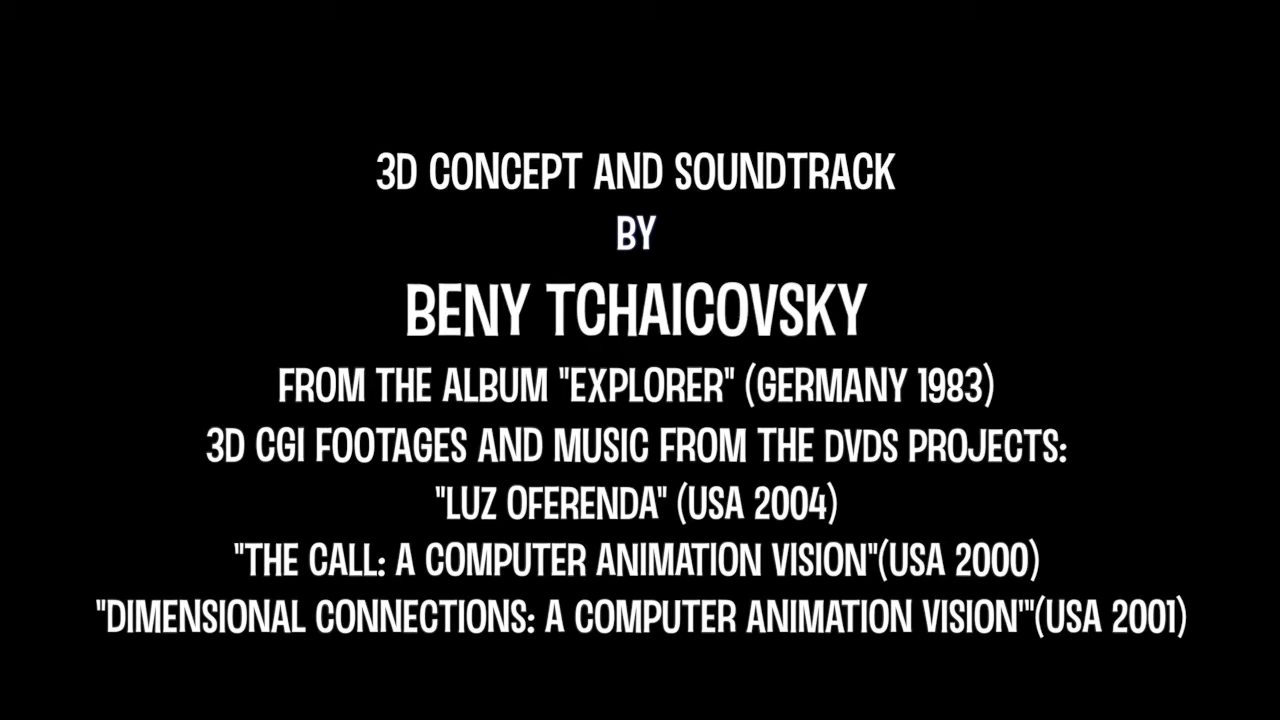 3D CONCEPT AND SOUNDTRACK
BY
BENY TCHAICOVSKY
FROM THE ALBUM "EXPLORER" (GERMANY 1983)
3D CGI FOOTAGES AND MUSIC FROM THE DVDS PROJECTS:
"LUZ OFERENDA" (USA 2004)
"THE CALL: A COMPUTER ANIMATION VISION"(USA 2000)
"DIMENSIONAL CONNECTIONS: A COMPUTER ANIMATION VISION'"(USA 2001)